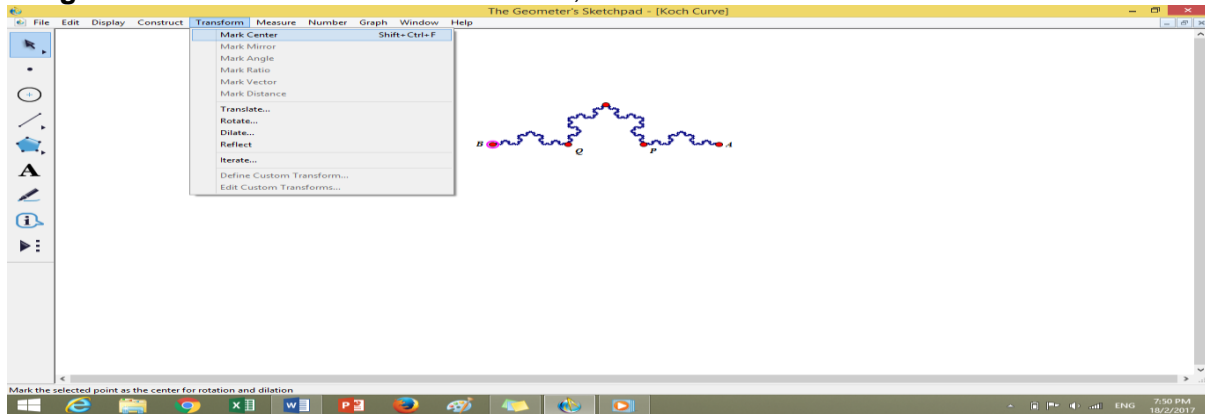 The Geometer's Sketchpad - [Koch Curve]
File Edit Display Construct Transform Measure Number Graph Window Help
Mark Center Shift+Ctrl+F
Mark Mirror
Mark Angle
Mark Ratio
Mark Vector
Mark Distance
Translate...
Rotate...
Dilate...
Reflect
Iterate...
Define Custom Transform...
Edit Custom Transforms...
B Q P A
A
Mark the selected point as the center for rotation and dilation
ENG 7:50 PM
18/2/2017